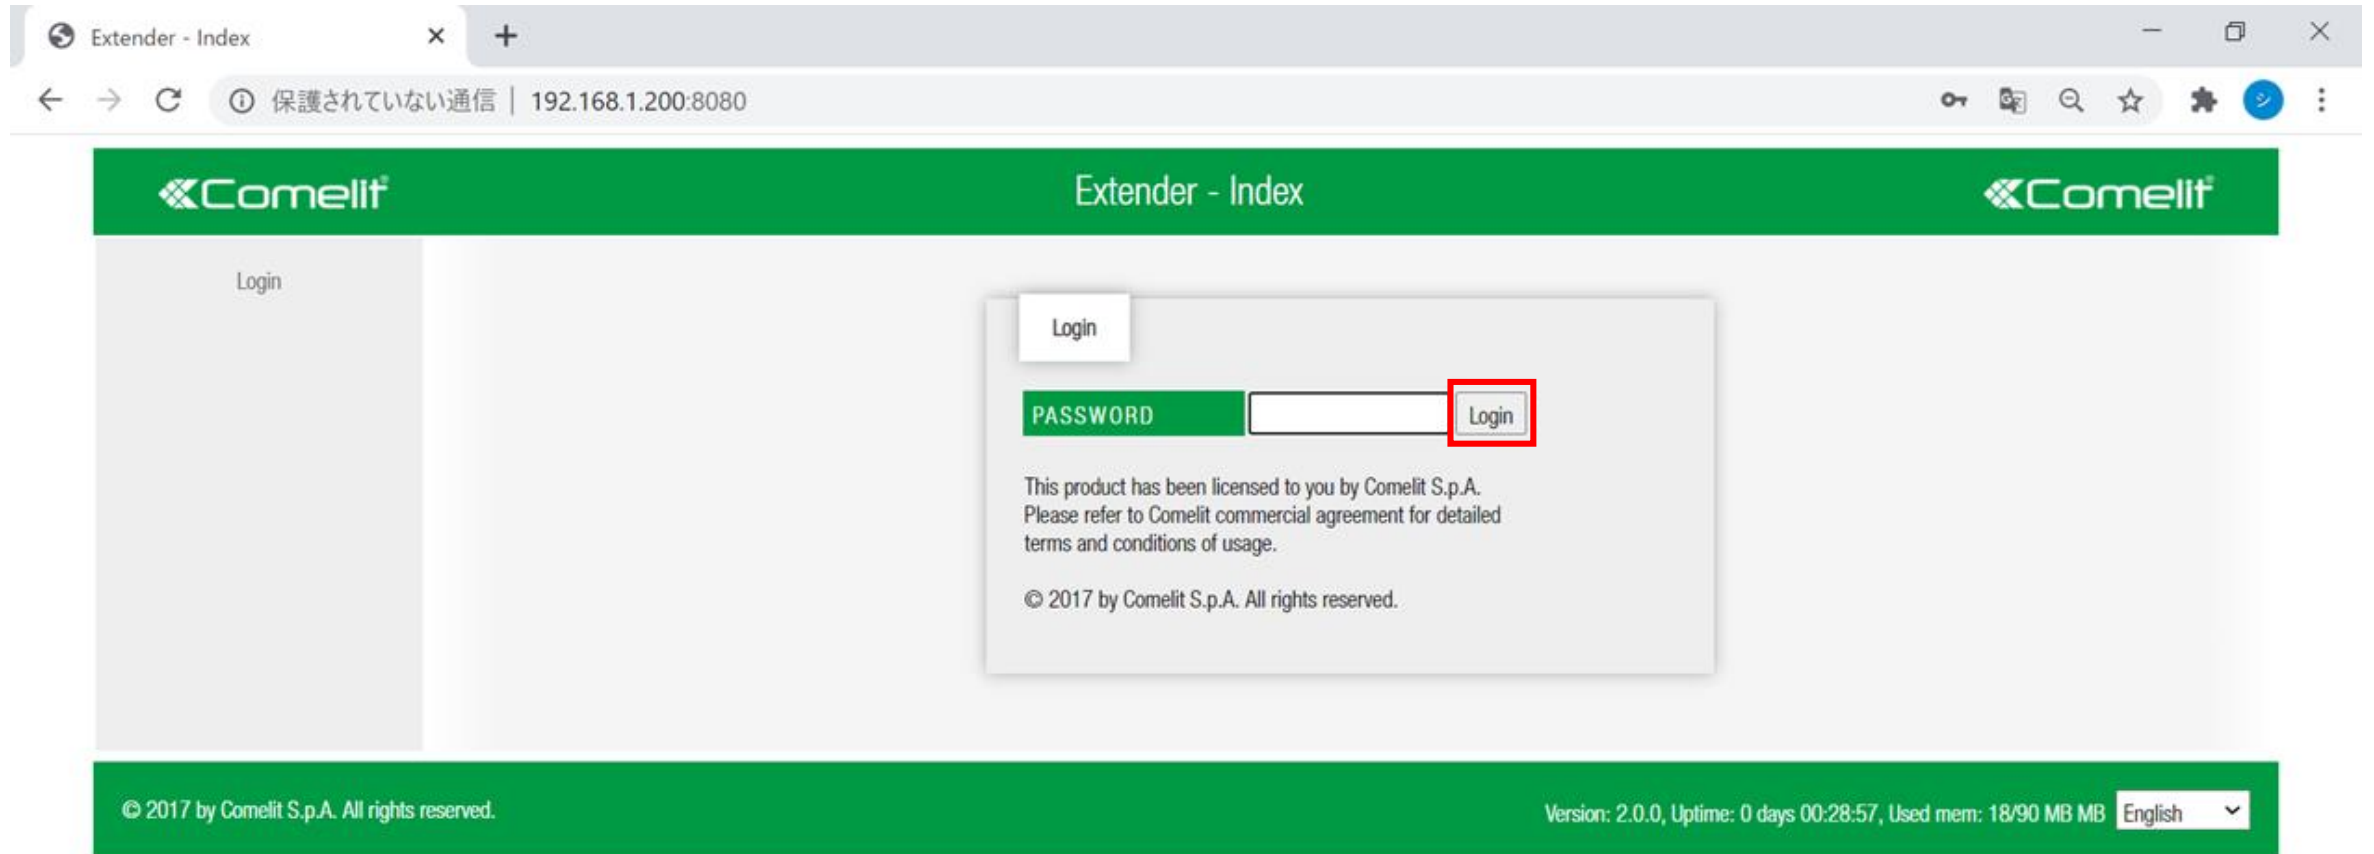 Extender - Index
保護されていない通信 | 192.168.1.200:8080
シ
Comelit
Extender - Index
Comelit
Login
Login
PASSWORD
Login
This product has been licensed to you by Comelit S.p.A.
Please refer to Comelit commercial agreement for detailed
terms and conditions of usage.
© 2017 by Comelit S.p.A. All rights reserved.
© 2017 by Comelit S.p.A. All rights reserved.
Version: 2.0.0, Uptime: 0 days 00:28:57, Used mem: 18/90 MB MB
English